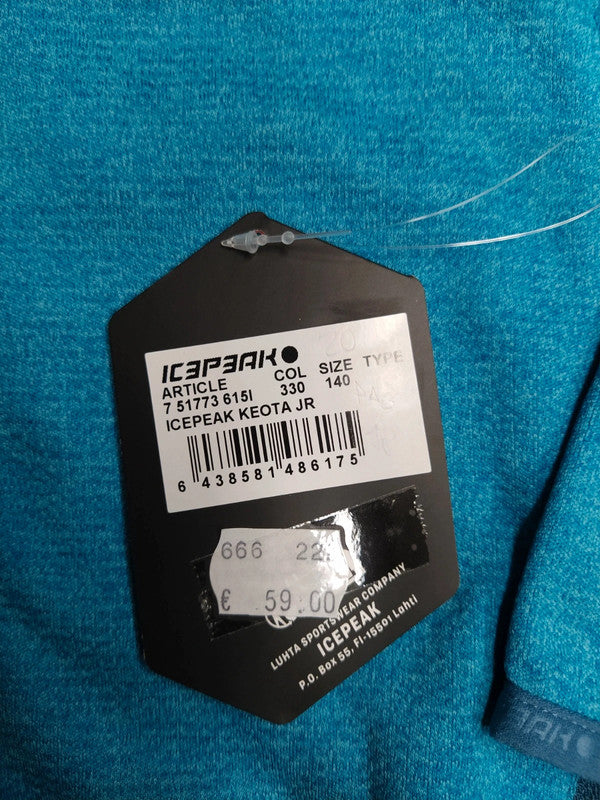 ICEPEAK
ARTICLE COL SIZE TYPE
7 51773 615I 330 140
ICEPEAK KEOTA JR
6 438581 486175
666 22
€ 59.00
LUHTA SPORTSWEAR COMPANY
ICEPEAK
P.O. Box 55, FI-15501 Lahti